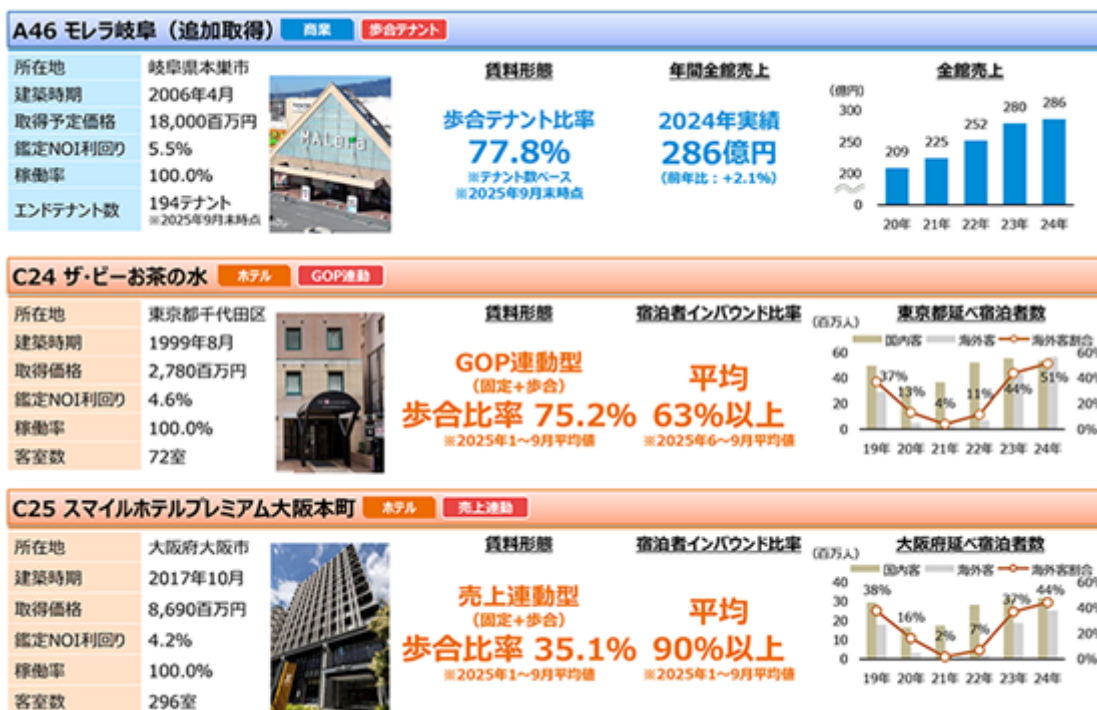 A46 モレラ岐阜（追加取得） 商業 歩合テナント
所在地 岐阜県本巣市
建築時期 2006年4月
取得予定価格 18,000百万円
鑑定NOI利回り 5.5%
稼働率 100.0%
エンドテナント数 194テナント
※2025年9月末時点
MALera
賃料形態
歩合テナント比率
77.8%
※テナント数ベース
※2025年9月末時点
年間全館売上
2024年実績
286億円
（前年比：+2.1%）
全館売上
（億円）
300
250
200
0
209 225 252 280 286
20年 21年 22年 23年 24年
C24 ザ・ビーお茶の水 ホテル GOP連動
所在地 東京都千代田区
建築時期 1999年8月
取得価格 2,780百万円
鑑定NOI利回り 4.6%
稼働率 100.0%
客室数 72室
賃料形態
GOP連動型
（固定+歩合）
歩合比率 75.2%
※2025年1～9月平均値
宿泊者インバウンド比率
平均
63%以上
※2025年6～9月平均値
東京都延べ宿泊者数
（百万人）
国内客 海外客 海外客割合
60
40
20
0
60%
40%
20%
0%
37% 13% 4% 11% 44% 51%
19年 20年 21年 22年 23年 24年
C25 スマイルホテルプレミアム大阪本町 ホテル 売上連動
所在地 大阪府大阪市
建築時期 2017年10月
取得価格 8,690百万円
鑑定NOI利回り 4.2%
稼働率 100.0%
客室数 296室
賃料形態
売上連動型
（固定+歩合）
歩合比率 35.1%
※2025年1～9月平均値
宿泊者インバウンド比率
平均
90%以上
※2025年1～9月平均値
大阪府延べ宿泊者数
（百万人）
国内客 海外客 海外客割合
40
30
20
10
0
60%
40%
20%
0%
38% 16% 2% 7% 37% 44%
19年 20年 21年 22年 23年 24年